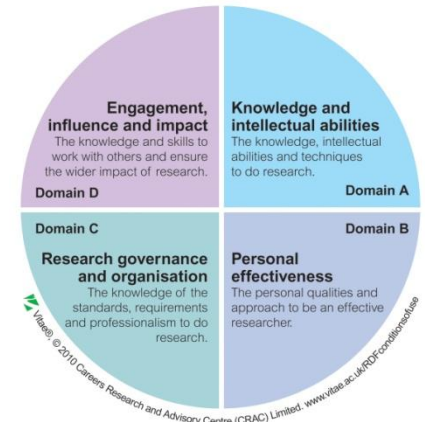 Engagement,
influence and impact
The knowledge and skills to
work with others and ensure
the wider impact of research.
Domain D
Knowledge and
intellectual abilities
The knowledge, intellectual
abilities and techniques
to do research.
Domain A
Domain C
Research governance
and organisation
The knowledge of the
standards, requirements
and professionalism to do
research.
Domain B
Personal
effectiveness
The personal qualities and
approach to be an effective
researcher.
Vitae®, © 2010 Careers Research and Advisory Centre (CRAC) Limited. www.vitae.ac.uk/RDFconditionsofuse